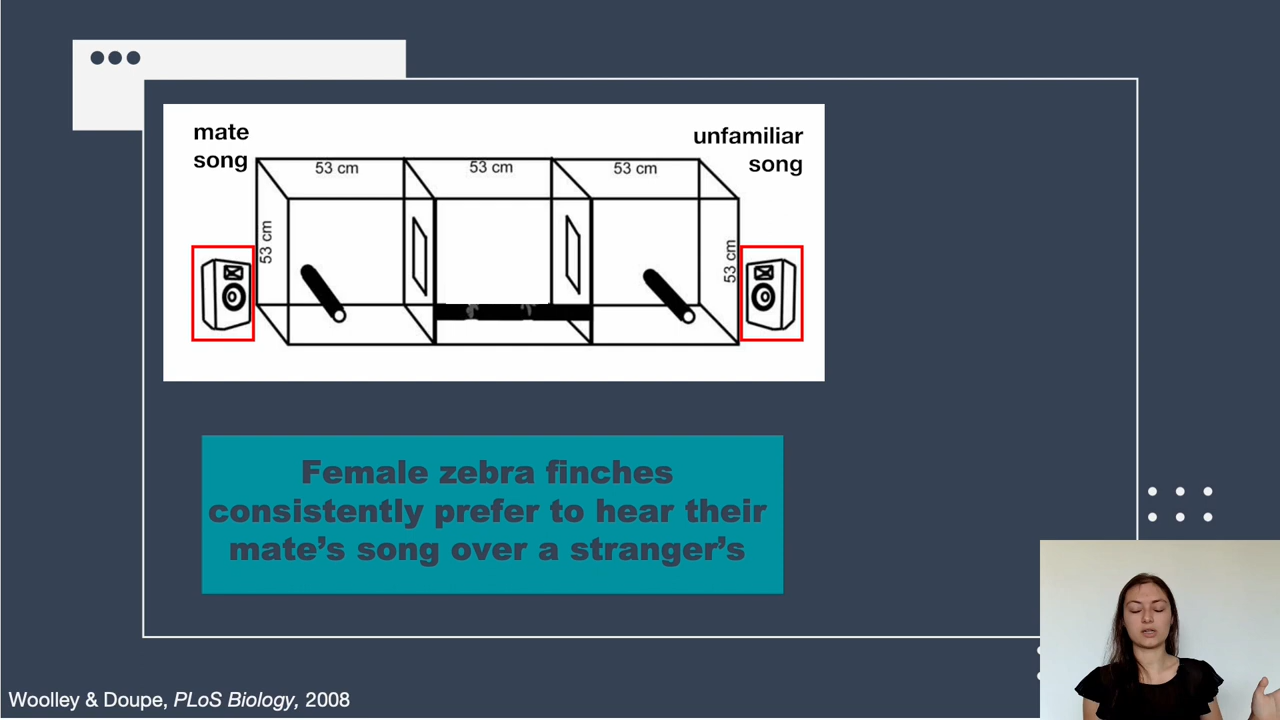 mate
song
unfamiliar
song
53 cm
53 cm
53 cm
53 cm
53 cm
Female zebra finches
consistently prefer to hear their
mate’s song over a stranger’s
Woolley & Doupe, PLoS Biology, 2008